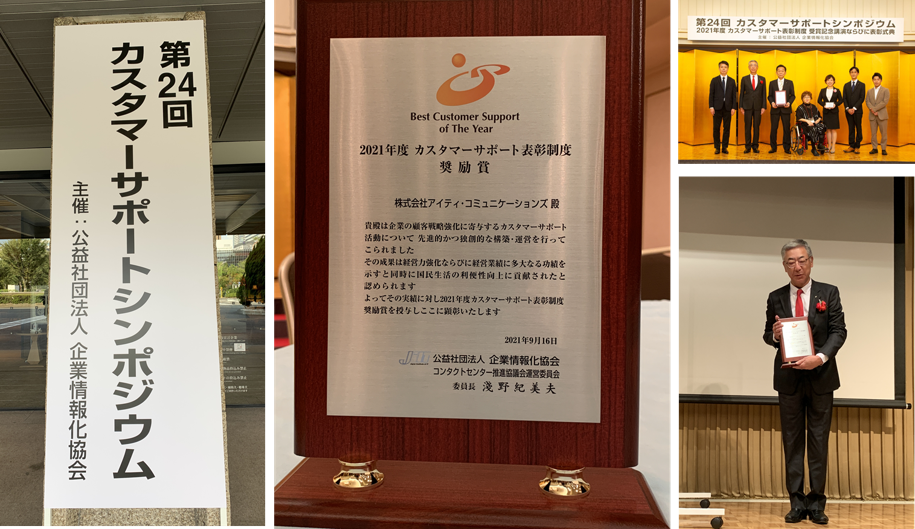 第24回
カスタマーサポートシンポジウム
主催：公益社団法人 企業情報化協会
Best Customer Support
of The Year
2021年度 カスタマーサポート表彰制度
奨励賞
株式会社アイティ・コミュニケーションズ 殿
貴殿は企業の顧客戦略強化に寄与するカスタマーサポート
活動について 先進的かつ独創的な構築・運営を行って
こられました
その成果は経営力強化ならびに経営業績に多大なる功績を
示すと同時に国民生活の利便性向上に貢献されたと
認められます
よってその実績に対し2021年度カスタマーサポート表彰制度
奨励賞を授与しここに顕彰いたします
2021年9月16日
公益社団法人 企業情報化協会
コンタクトセンター推進協議会運営委員会
委員長 淺野紀美夫
第24回 カスタマーサポートシンポジウム
2021年度 カスタマーサポート表彰制度 受賞記念講演ならびに表彰式典
主催：公益社団法人 企業情報化協会